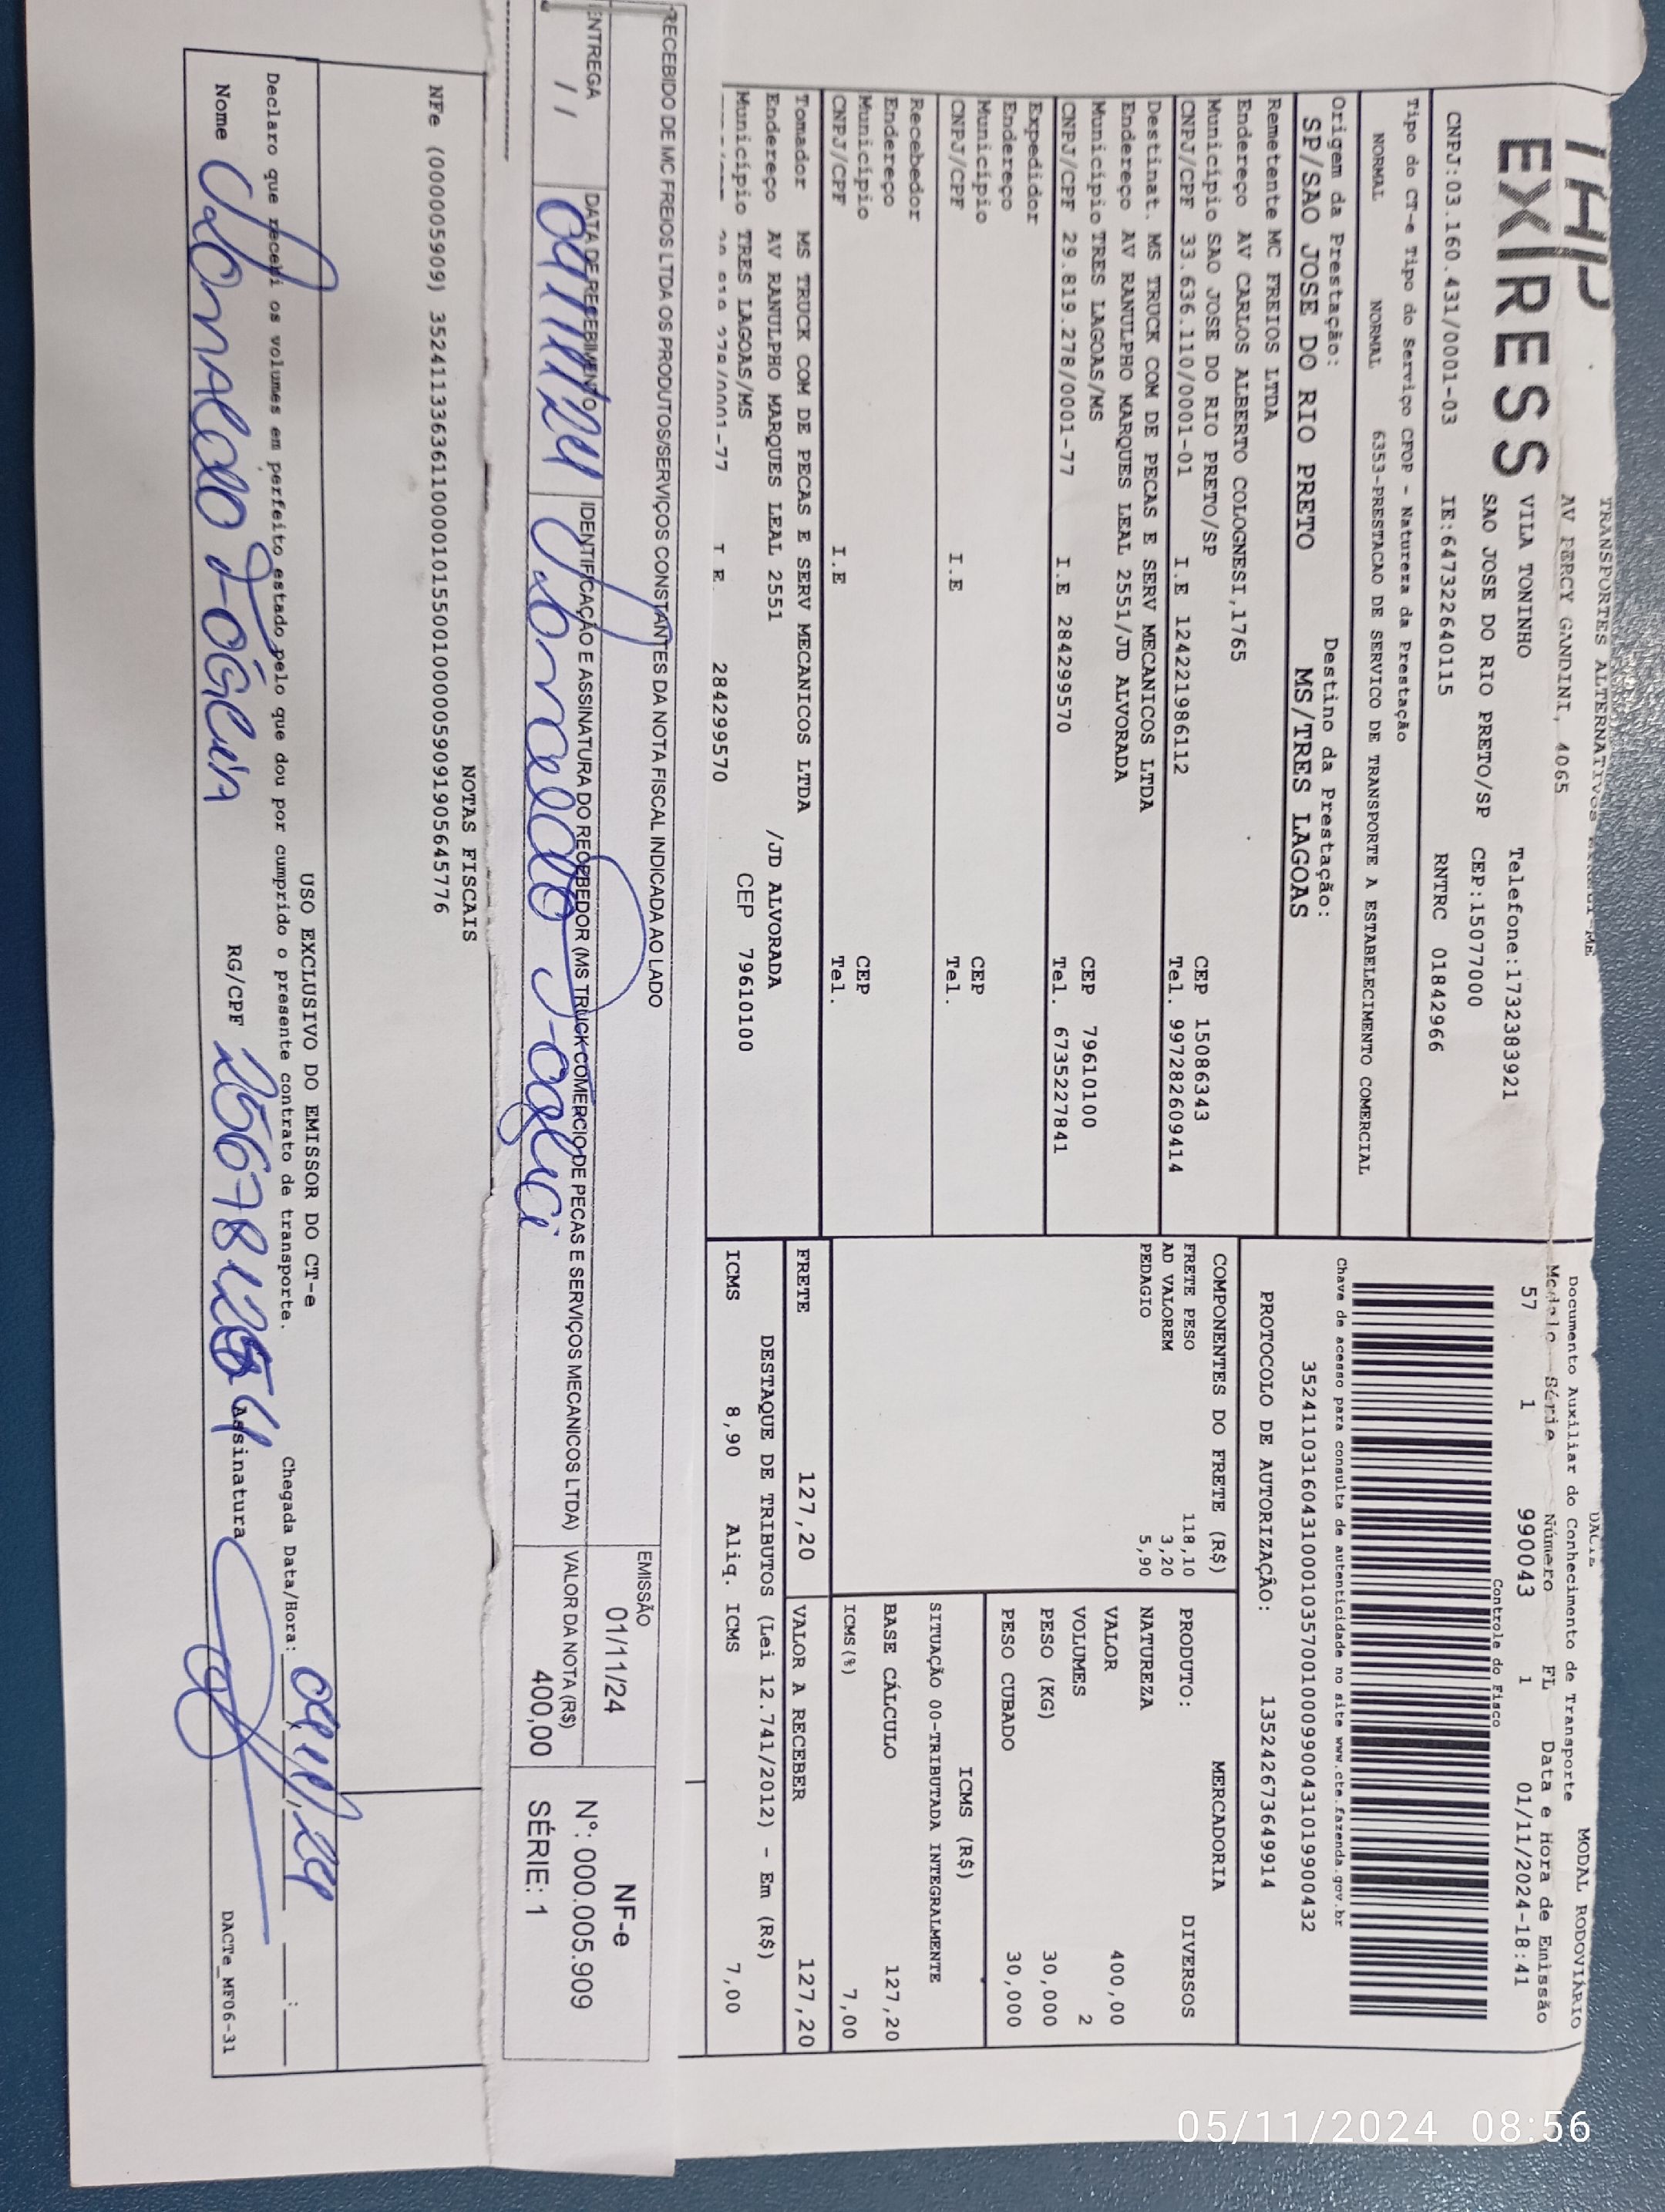 THP
EXPRESS
TRANSPORTES ALTERNATIVOS
AV PERCY GANDINI, 4065
VILA TONINHO Telefone:1732383921
SAO JOSE DO RIO PRETO/SP CEP:15077000
CNPJ:03.160.431/0001-03 IE:647322640115 RNTRC 01842966
Tipo do CT-e Tipo do Serviço CFOP - Natureza da Prestação
NORMAL NORMAL 6353-PRESTACAO DE SERVICO DE TRANSPORTE A ESTABELECIMENTO COMERCIAL
Origem da Prestação: Destino da Prestação:
SP/SAO JOSE DO RIO PRETO MS/TRES LAGOAS
Remetente MC FREIOS LTDA
Endereço AV CARLOS ALBERTO COLOGNESI,1765
Município SAO JOSE DO RIO PRETO/SP CEP 15086343
CNPJ/CPF 33.636.110/0001-01 I.E 124221986112 Tel. 997282609414
Destinat. MS TRUCK COM DE PECAS E SERV MECANICOS LTDA
Endereço AV RANULPHO MARQUES LEAL 2551/JD ALVORADA
Município TRES LAGOAS/MS CEP 79610100
CNPJ/CPF 29.819.278/0001-77 I.E 284299570 Tel. 6735227841
Expedidor
Endereço
Município CEP
CNPJ/CPF I.E Tel.
Recebedor
Endereço
Município CEP
CNPJ/CPF I.E Tel.
Tomador MS TRUCK COM DE PECAS E SERV MECANICOS LTDA
Endereço AV RANULPHO MARQUES LEAL 2551 /JD ALVORADA
Município TRES LAGOAS/MS CEP 79610100
284299570
DACTE
Documento Auxiliar do Conhecimento de Transporte MODAL RODOVIÁRIO
Modelo Série Número FL Data e Hora de Emissão
57 1 990043 1 01/11/2024-18:41
Controle do Fisco
Chave de acesso para consulta de autenticidade no site www.cte.fazenda.gov.br
35241103160431000103570010009900431019900432
PROTOCOLO DE AUTORIZAÇÃO: 135242673649914
COMPONENTES DO FRETE (R$)
FRETE PESO 118,10
AD VALOREM 3,20
PEDAGIO 5,90
MERCADORIA
PRODUTO: DIVERSOS
NATUREZA
VALOR 400,00
VOLUMES 2
PESO (KG) 30,000
PESO CUBADO 30,000
ICMS (R$)
SITUAÇÃO 00-TRIBUTADA INTEGRALMENTE
BASE CÁLCULO 127,20
ICMS(%) 7,00
FRETE 127,20 VALOR A RECEBER 127,20
DESTAQUE DE TRIBUTOS (Lei 12.741/2012) - Em (R$)
ICMS 8,90 Aliq. ICMS 7,00
RECEBIDO DE MC FREIOS LTDA OS PRODUTOS/SERVIÇOS CONSTANTES DA NOTA FISCAL INDICADA AO LADO
ENTREGA
/ /
DATA DE RECEBIMENTO
04/11/24
IDENTIFICAÇÃO E ASSINATURA DO RECEBEDOR (MS TRUCK COMERCIO DE PECAS E SERVIÇOS MECANICOS LTDA)
EMISSÃO
01/11/24
VALOR DA NOTA (R$)
400,00
NF-e
Nº: 000.005.909
SÉRIE: 1
NOTAS FISCAIS
NFe (000005909) 35241133636110000101550010000059091905645776
USO EXCLUSIVO DO EMISSOR DO CT-e
Declaro que recebi os volumes em perfeito estado pelo que dou por cumprido o presente contrato de transporte. Chegada Data/Hora: 04/11/24 __:__
Nome RG/CPF Assinatura
DACTe_MF06-31
05/11/2024 08:56